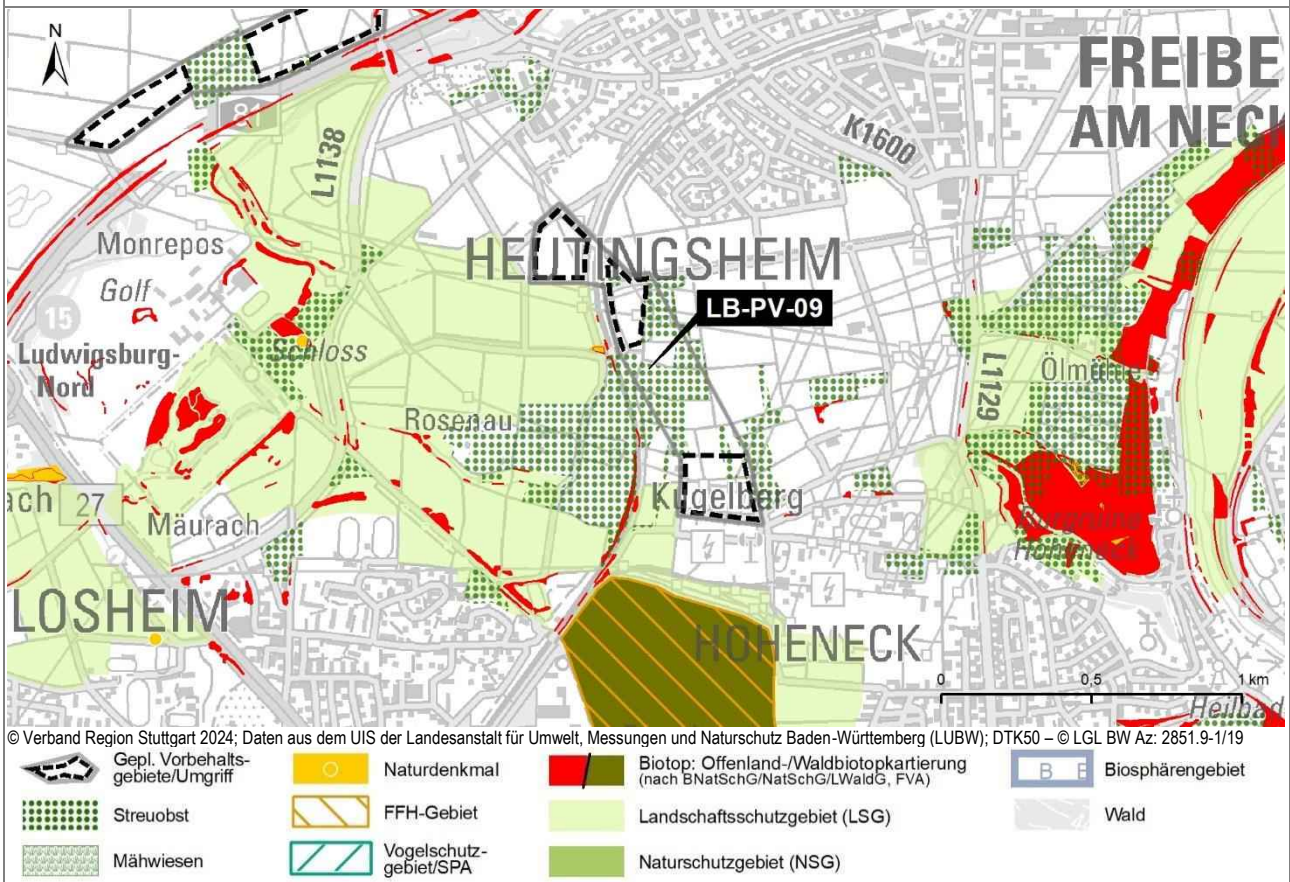 N
FREIBE
AM NECK
81
L1138
K1600
Monrepos
Golf
HEUTINGSHEIM
15
LB-PV-09
Ludwigsburg-
Nord
Schloss
L1129
Ölmühle
Rosenau
ach
27
Kugelberg
Mäurach
Burgruine
Hoheneck
LOSHEIM
HOHENECK
0
0,5
1 km
Heilbad
© Verband Region Stuttgart 2024; Daten aus dem UIS der Landesanstalt für Umwelt, Messungen und Naturschutz Baden-Württemberg (LUBW); DTK50 – © LGL BW Az: 2851.9-1/19
Gepl. Vorbehalts-
gebiete/Umgriff
Naturdenkmal
Biotop: Offenland-/Waldbiotopkartierung
(nach BNatSchG/NatSchG/LWaldG, FVA)
B B
Biosphärengebiet
Streuobst
FFH-Gebiet
Landschaftsschutzgebiet (LSG)
Wald
Mähwiesen
Vogelschutz-
gebiet/SPA
Naturschutzgebiet (NSG)